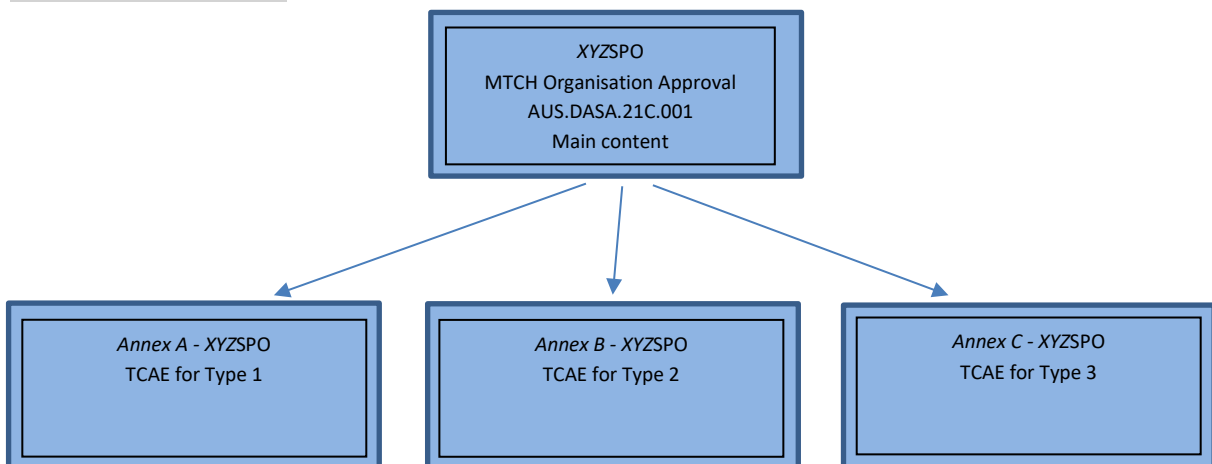 XYZSPO
MTCH Organisation Approval
AUS.DASA.21C.001
Main content
Annex A - XYZSPO
TCAE for Type 1
Annex B - XYZSPO
TCAE for Type 2
Annex C - XYZSPO
TCAE for Type 3